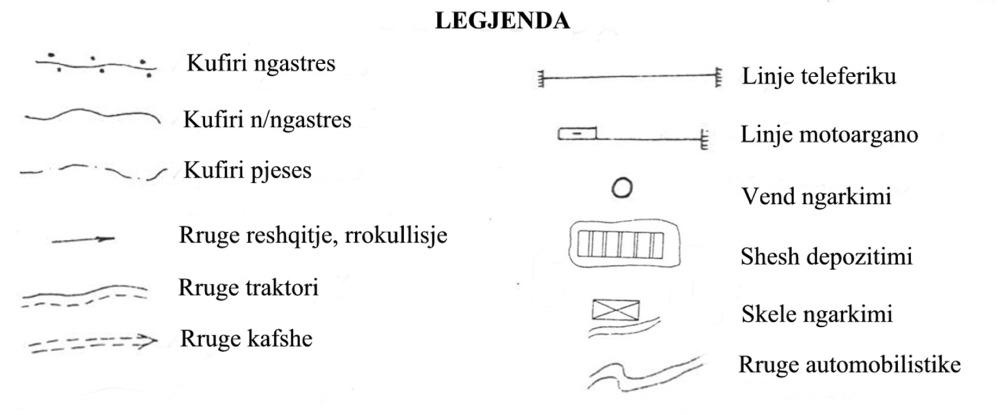 LEGJENDA
Kufiri ngastres
Kufiri n/ngastres
Kufiri pjeses
Rruge reshqitje, rrokullisje
Rruge traktori
Rruge kafshe
Linje teleferiku
Linje motoargano
Vend ngarkimi
Shesh depozitimi
Skele ngarkimi
Rruge automobilistike